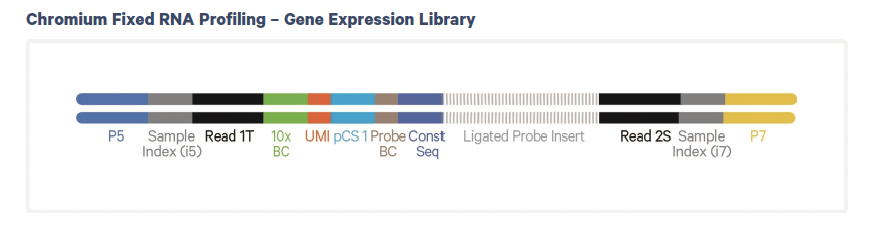 Chromium Fixed RNA Profiling – Gene Expression Library
P5 Sample Read 1T 10x UMI pCS 1 Probe Const Ligated Probe Insert Read 2S Sample P7
Index (i5) BC BC Seq Index (i7)